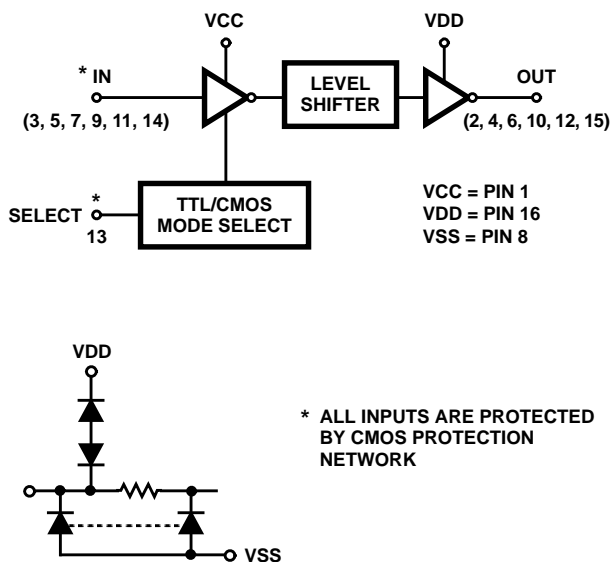 VCC
VDD
* IN
LEVEL
SHIFTER
OUT
(3, 5, 7, 9, 11, 14)
(2, 4, 6, 10, 12, 15)
*
SELECT
13
TTL/CMOS
MODE SELECT
VCC = PIN 1
VDD = PIN 16
VSS = PIN 8
VDD
* ALL INPUTS ARE PROTECTED
BY CMOS PROTECTION
NETWORK
VSS